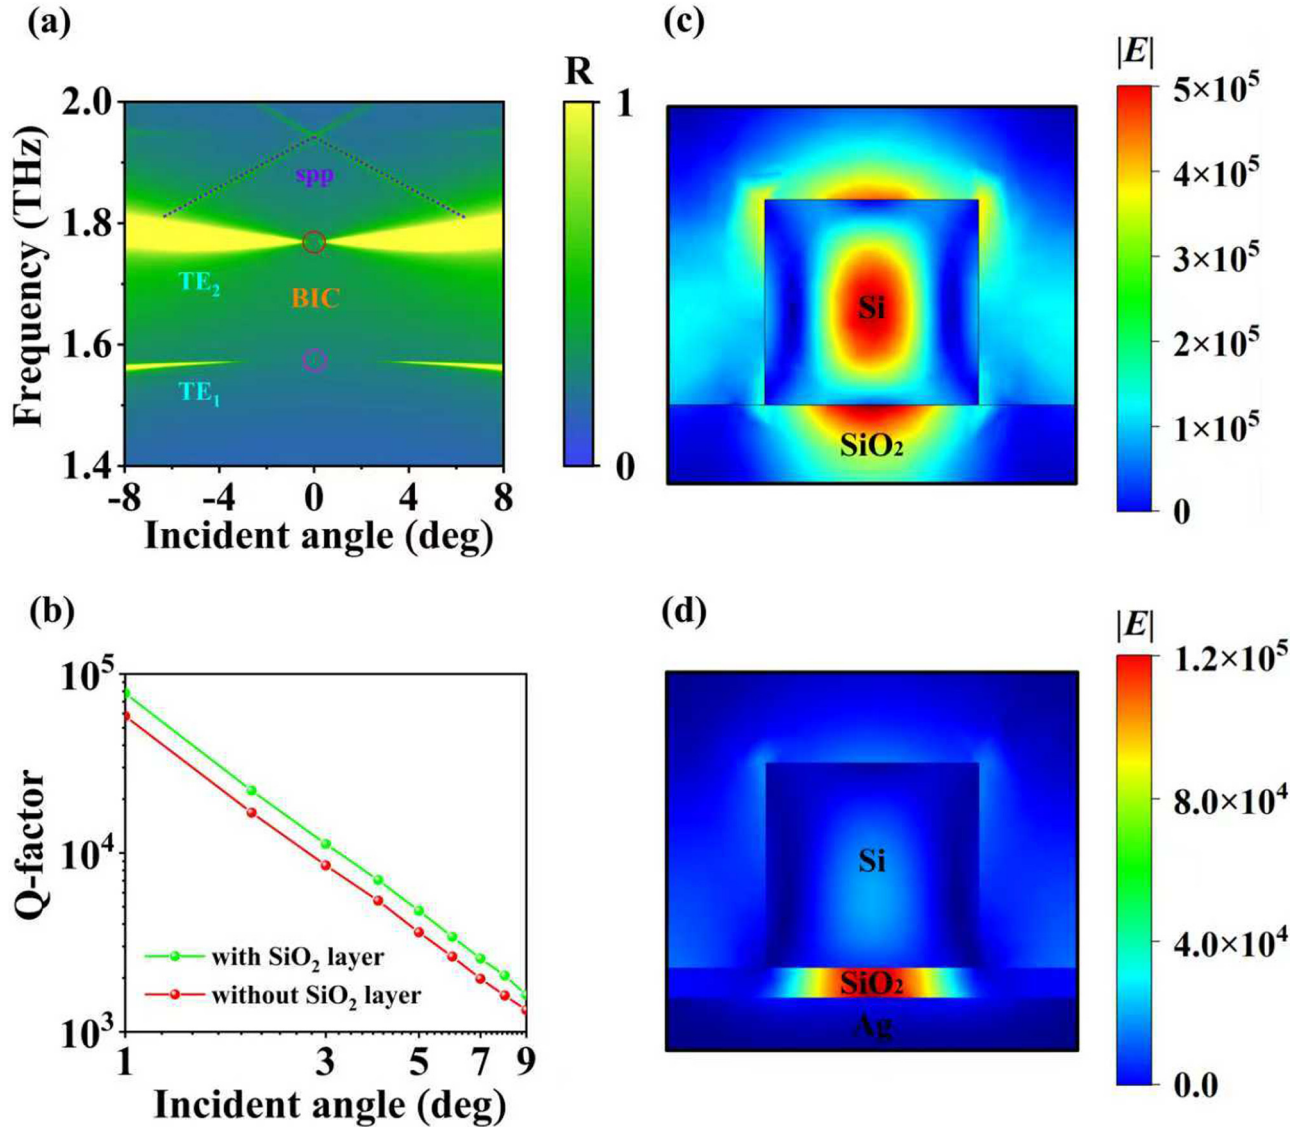 (a)
R
2.0
1.8
1.6
1.4
Frequency (THz)
spp
TE₂
BIC
TE₁
1
0
-8 -4 0 4 8
Incident angle (deg)
(c)
|E|
5×10⁵
4×10⁵
3×10⁵
2×10⁵
1×10⁵
0
Si
SiO₂
(b)
10⁵
10⁴
10³
Q-factor
with SiO₂ layer
without SiO₂ layer
1 3 5 7 9
Incident angle (deg)
(d)
|E|
1.2×10⁵
8.0×10⁴
4.0×10⁴
0.0
Si
SiO₂
Ag